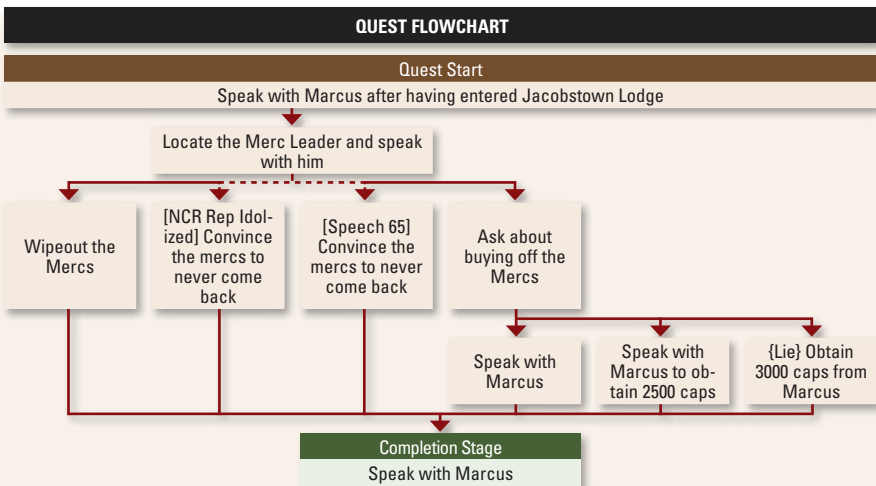 QUEST FLOWCHART
Quest Start
Speak with Marcus after having entered Jacobstown Lodge
Locate the Merc Leader and speak
with him
Wipeout the
Mercs
[NCR Rep Idol-
ized] Convince
the mercs to
never come
back
[Speech 65]
Convince the
mercs to never
come back
Ask about
buying off the
Mercs
Speak with
Marcus
Speak with
Marcus to ob-
tain 2500 caps
{Lie} Obtain
3000 caps from
Marcus
Completion Stage
Speak with Marcus